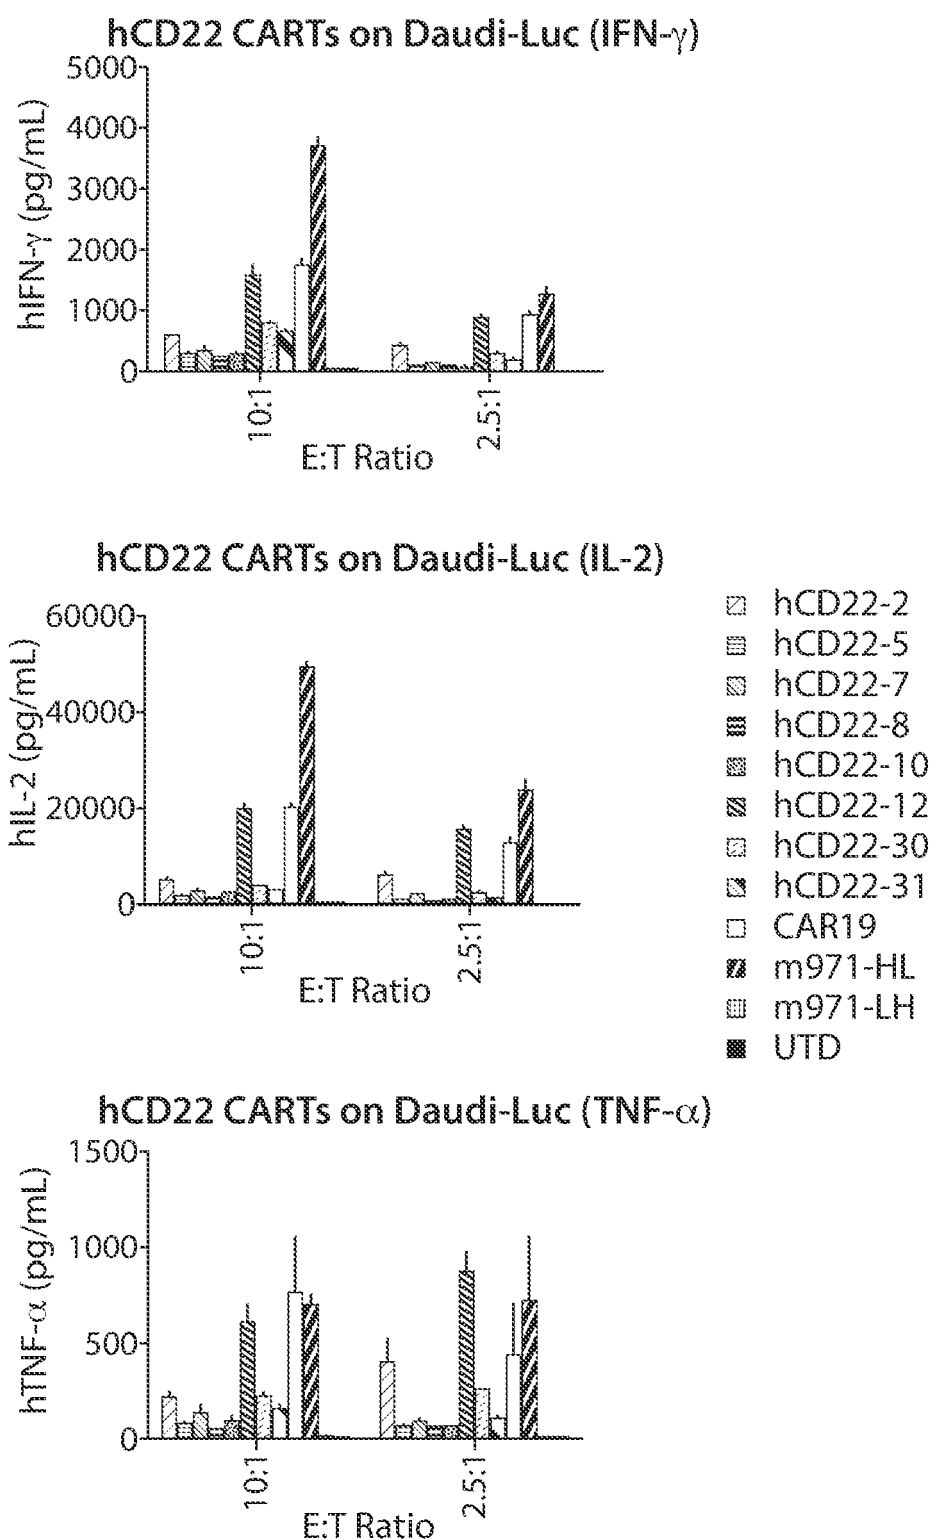 hCD22 CARTs on Daudi-Luc (IFN-γ)
hIFN-γ (pg/mL)
5000
4000
3000
2000
1000
0
10:1
2.5:1
E:T Ratio
hCD22 CARTs on Daudi-Luc (IL-2)
hIL-2 (pg/mL)
60000
40000
20000
0
10:1
2.5:1
E:T Ratio
hCD22-2
hCD22-5
hCD22-7
hCD22-8
hCD22-10
hCD22-12
hCD22-30
hCD22-31
CAR19
m971-HL
m971-LH
UTD
hCD22 CARTs on Daudi-Luc (TNF-α)
hTNF-α (pg/mL)
1500
1000
500
0
10:1
2.5:1
E:T Ratio